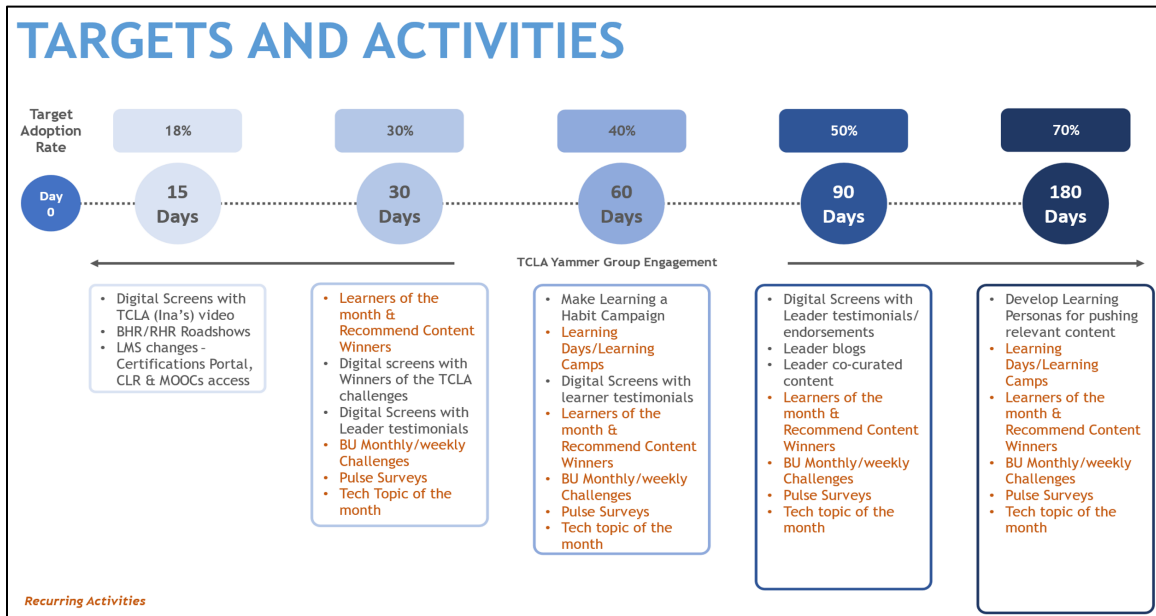 TARGETS AND ACTIVITIES
Target
Adoption
Rate
18%
30%
40%
50%
70%
Day
0
15
Days
30
Days
60
Days
90
Days
180
Days
TCLA Yammer Group Engagement
• Digital Screens with
TCLA (Ina's) video
• BHR/RHR Roadshows
• LMS changes –
Certifications Portal,
CLR & MOOCs access
• Learners of the
month &
Recommend Content
Winners
• Digital screens with
Winners of the TCLA
challenges
• Digital Screens with
Leader testimonials
• BU Monthly/weekly
Challenges
• Pulse Surveys
• Tech Topic of the
month
• Make Learning a
Habit Campaign
• Learning
Days/Learning
Camps
• Digital Screens with
learner testimonials
• Learners of the
month &
Recommend Content
Winners
• BU Monthly/weekly
Challenges
• Pulse Surveys
• Tech topic of the
month
• Digital Screens with
Leader testimonials/
endorsements
• Leader blogs
• Leader co-curated
content
• Learners of the
month &
Recommend Content
Winners
• BU Monthly/weekly
Challenges
• Pulse Surveys
• Tech topic of the
month
• Develop Learning
Personas for pushing
relevant content
• Learning
Days/Learning
Camps
• Learners of the
month &
Recommend Content
Winners
• BU Monthly/weekly
Challenges
• Pulse Surveys
• Tech topic of the
month
Recurring Activities